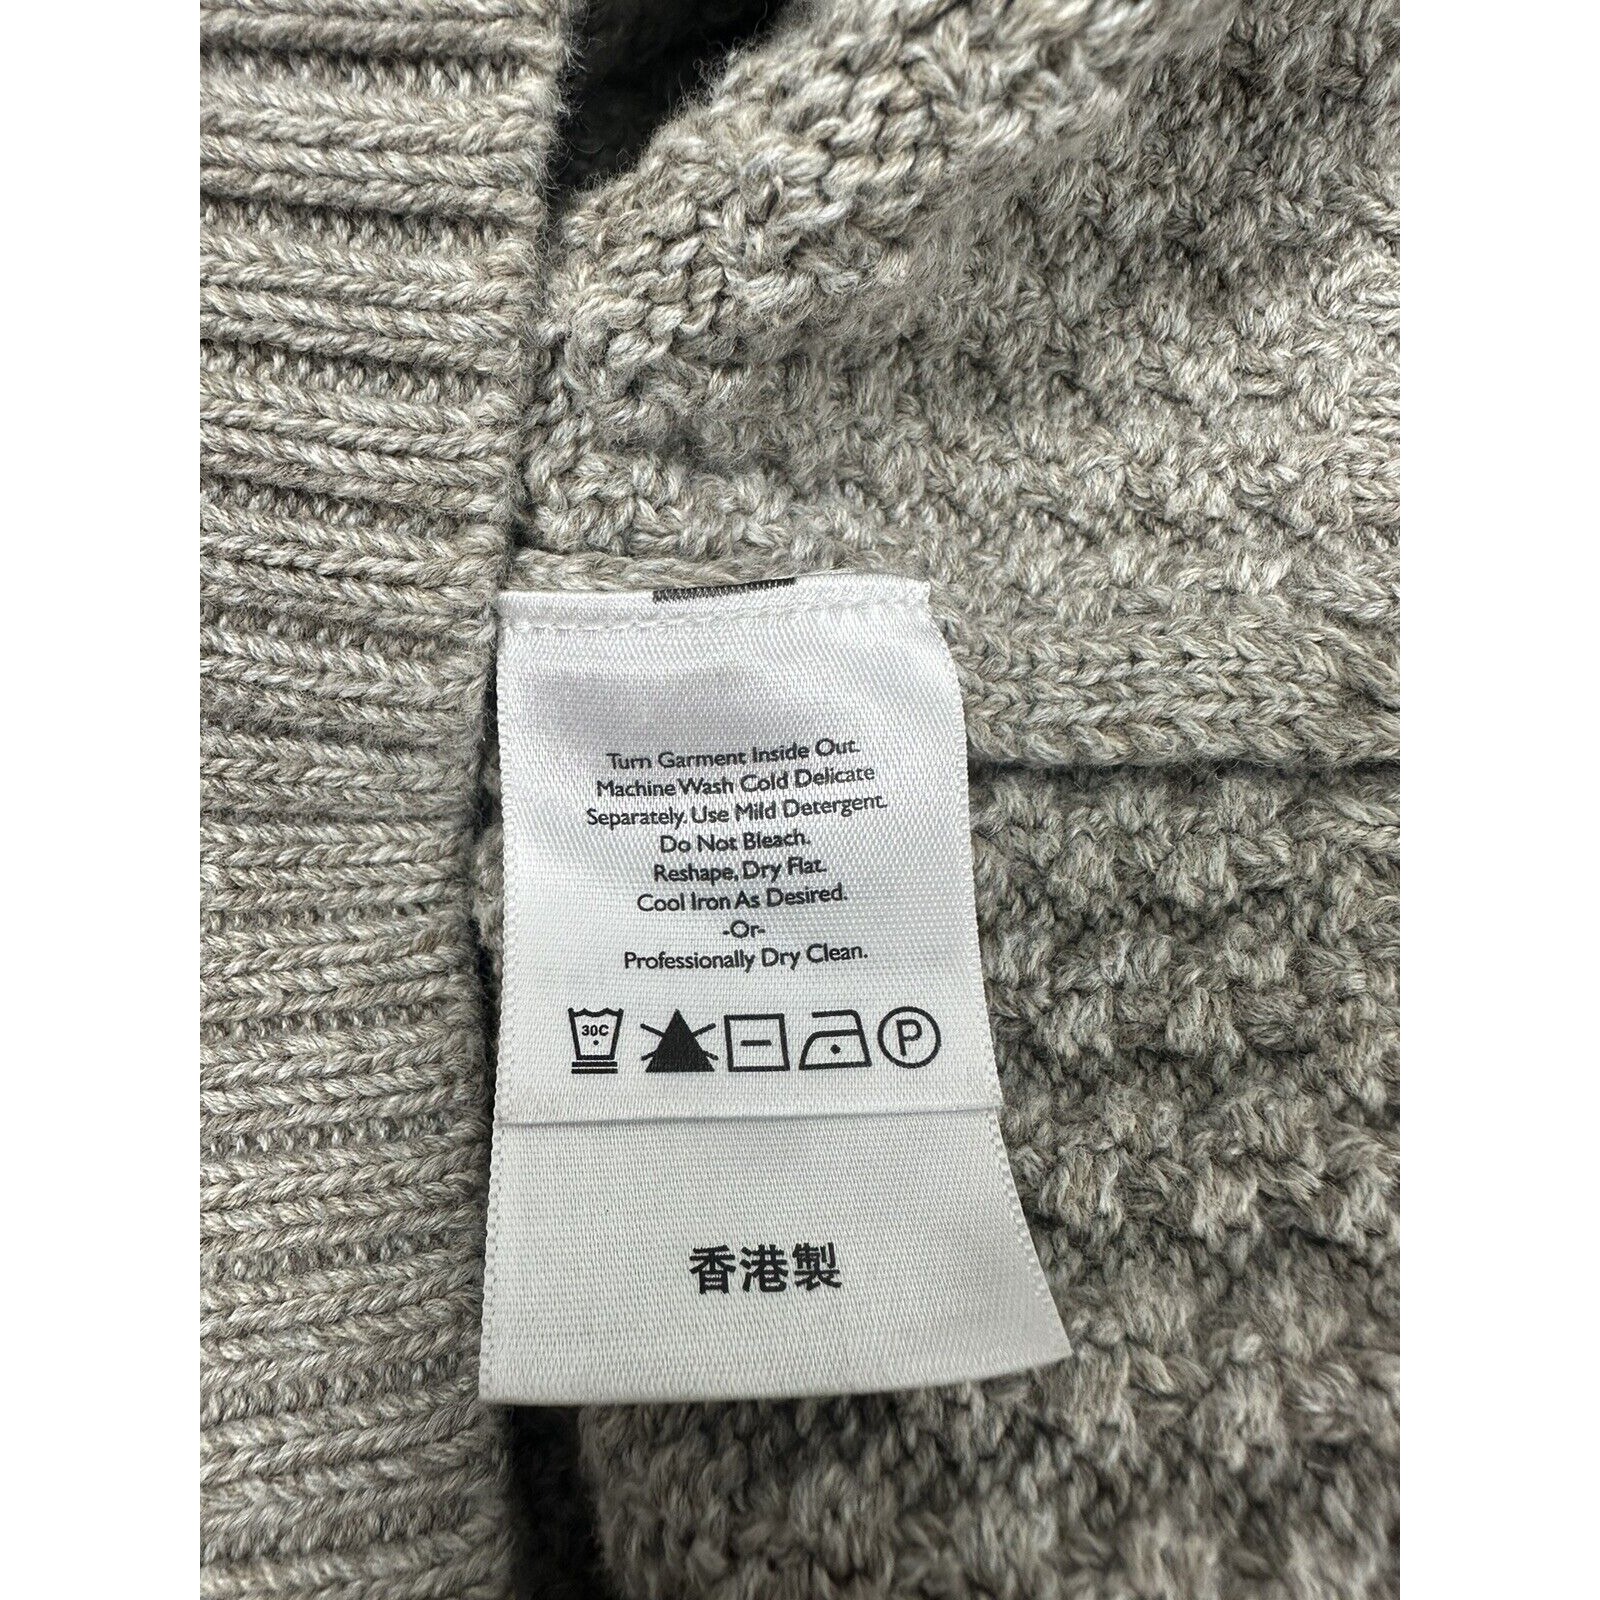 Turn Garment Inside Out.
Machine Wash Cold Delicate
Separately, Use Mild Detergent.
Do Not Bleach.
Reshape, Dry Flat.
Cool Iron As Desired.
-Or-
Professionally Dry Clean.
30C P
香港製